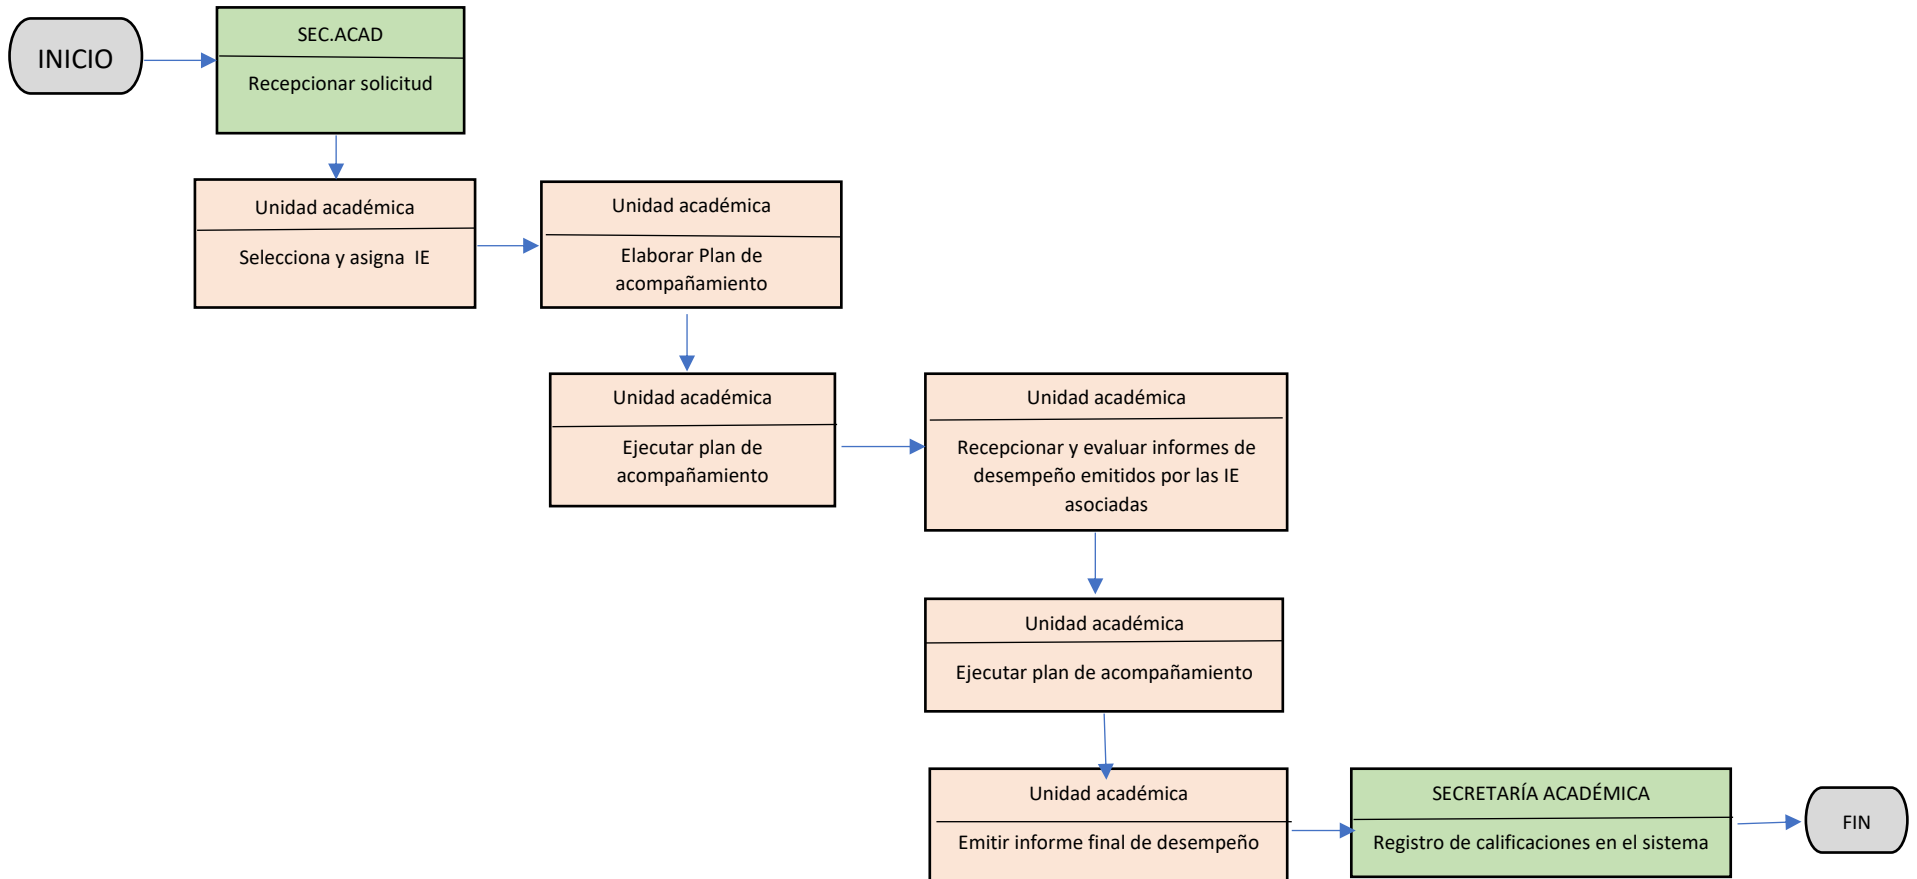 INICIO
SEC.ACAD
Recepcionar solicitud
Unidad académica
Selecciona y asigna  IE
Unidad académica
Elaborar Plan de
acompañamiento
Unidad académica
Ejecutar plan de
acompañamiento
Unidad académica
Recepcionar y evaluar informes de
desempeño emitidos por las IE
asociadas
Unidad académica
Ejecutar plan de acompañamiento
Unidad académica
Emitir informe final de desempeño
SECRETARÍA ACADÉMICA
Registro de calificaciones en el sistema
FIN